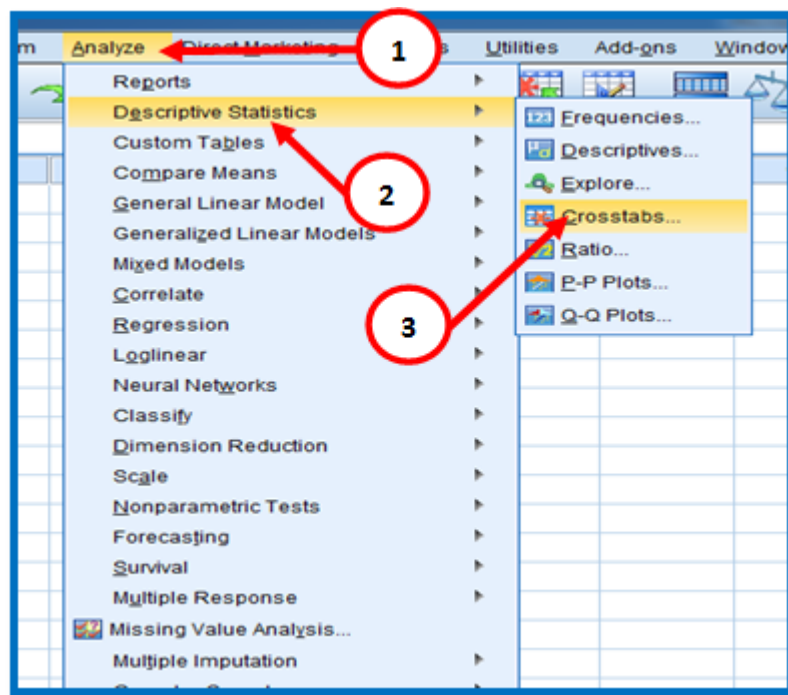 m Analyze Direct Marketing s Utilities Add-ons Window
1
Reports
Descriptive Statistics
Custom Tables
Compare Means
General Linear Model
Generalized Linear Models
Mixed Models
Correlate
Regression
Loglinear
Neural Networks
Classify
Dimension Reduction
Scale
Nonparametric Tests
Forecasting
Survival
Multiple Response
Missing Value Analysis...
Multiple Imputation
2
3
123 Frequencies...
Descriptives...
Explore...
Crosstabs...
Ratio...
P-P Plots...
Q-Q Plots...